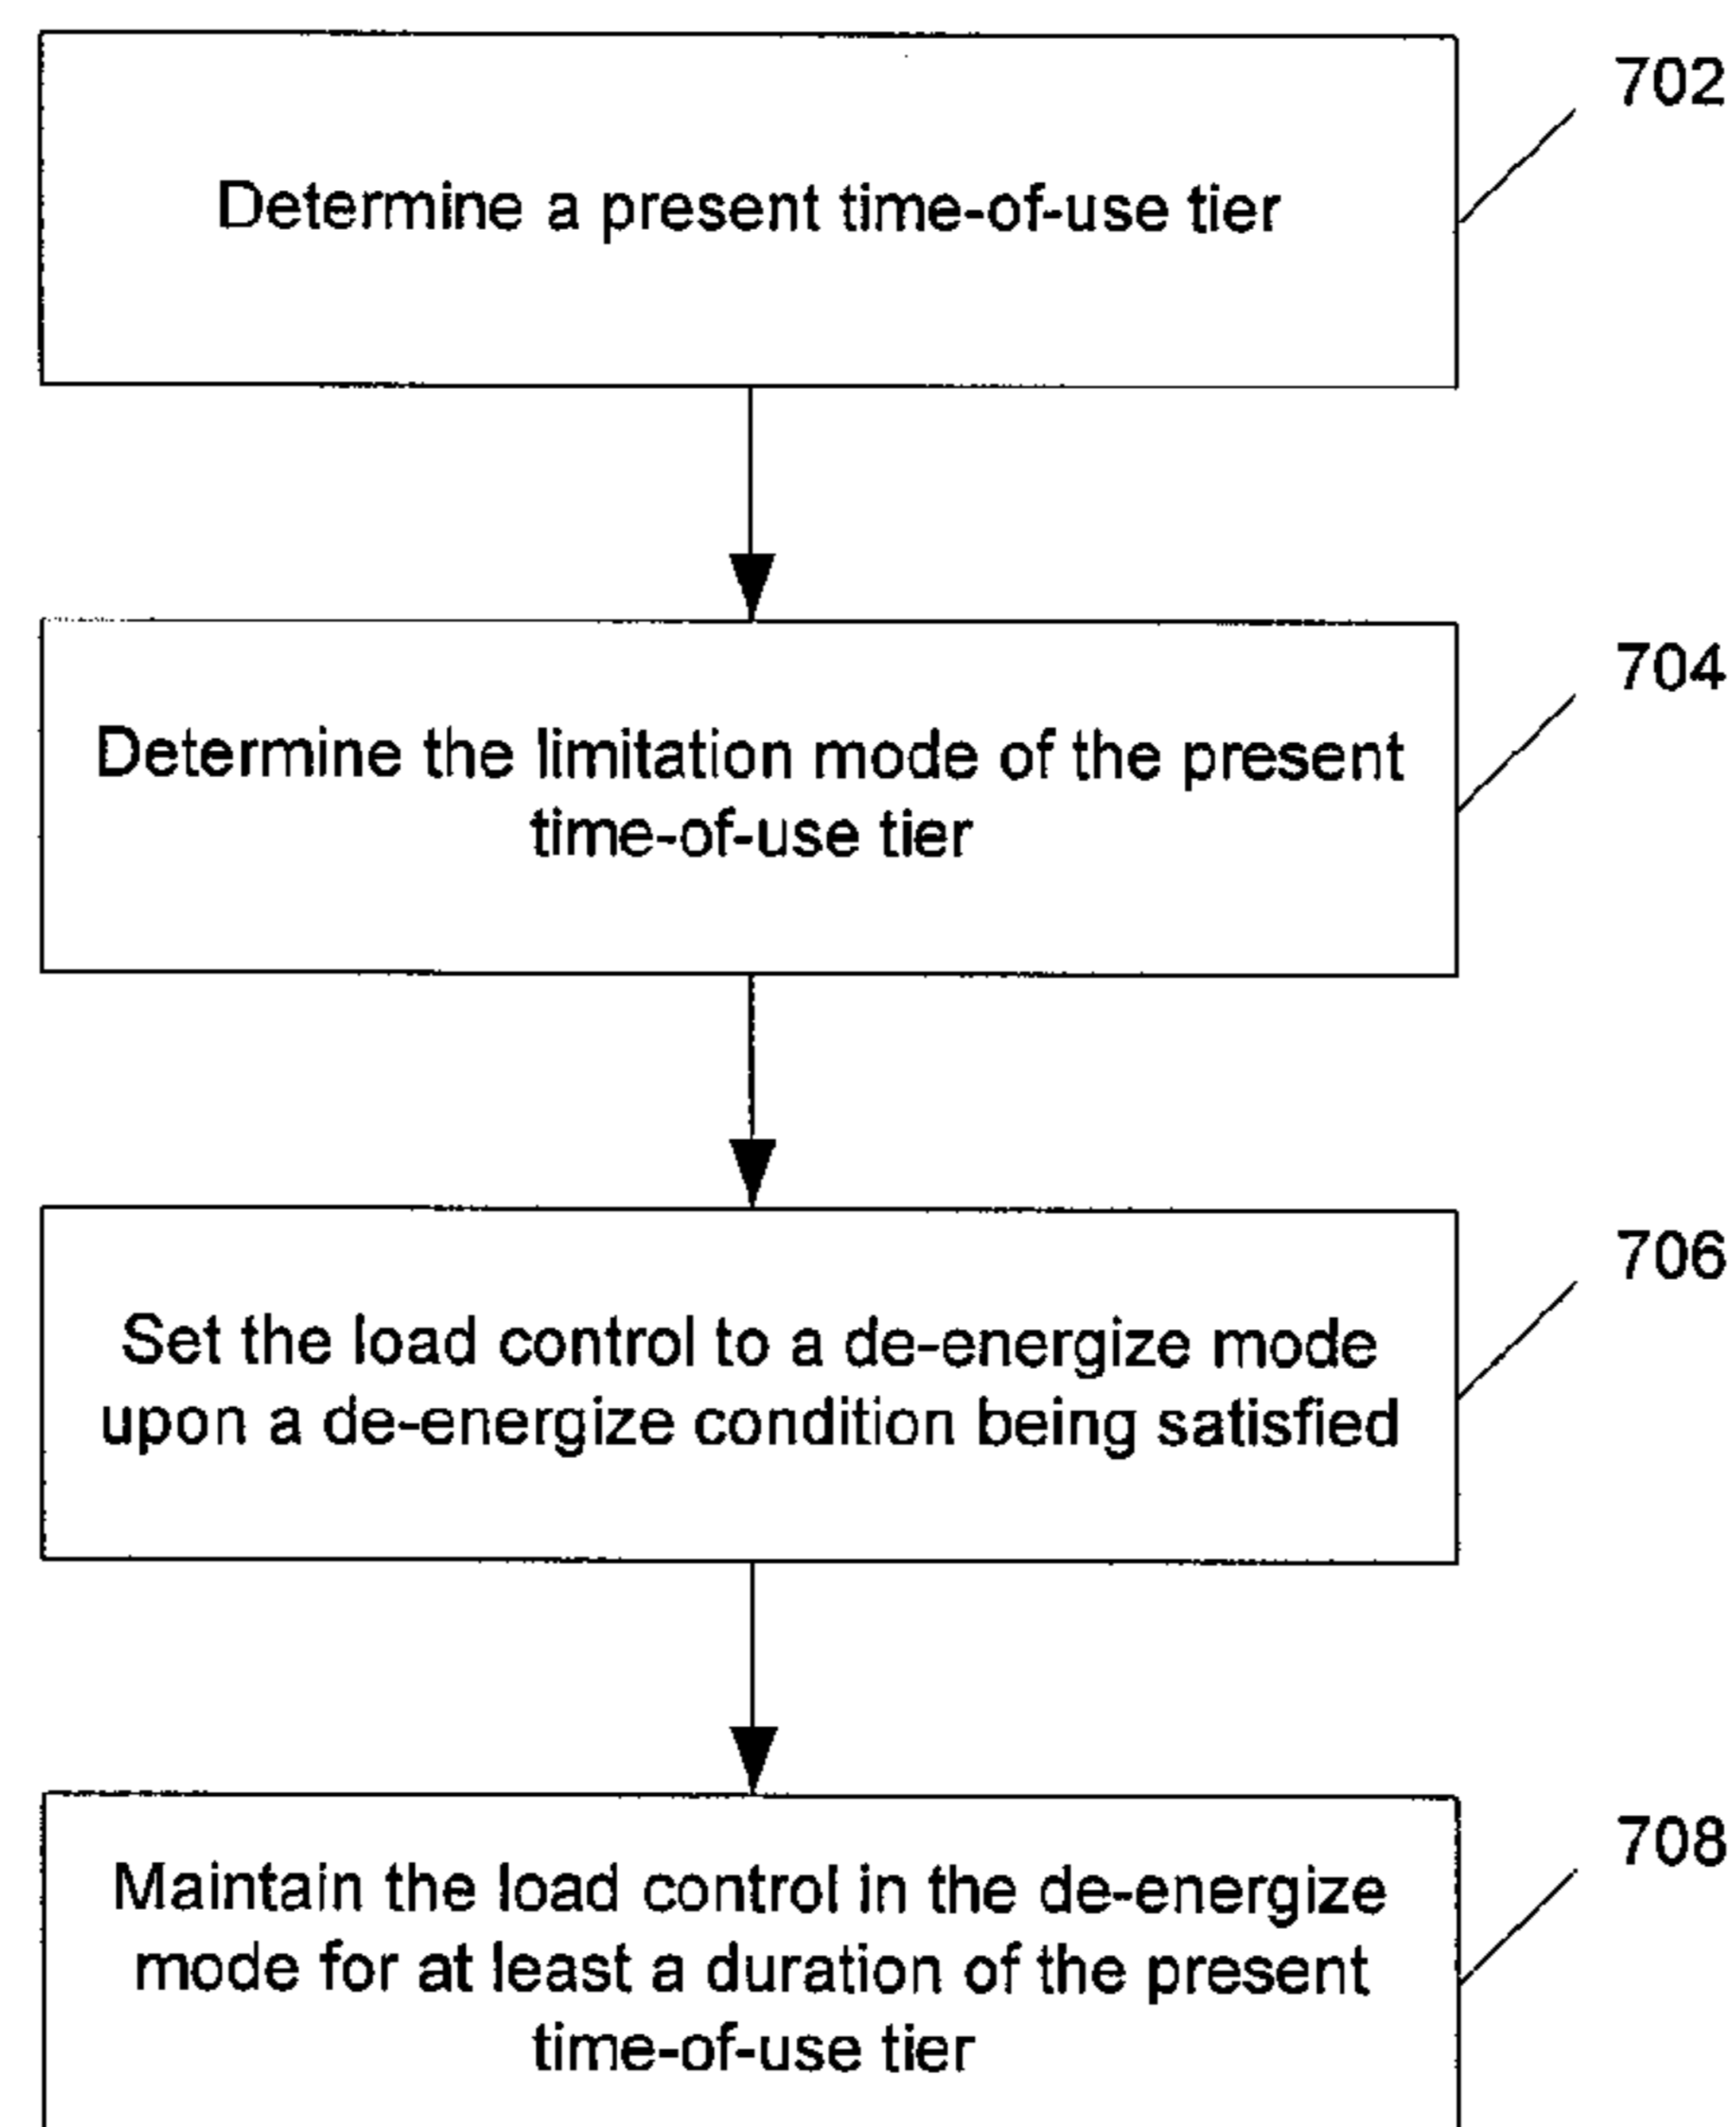 702
Determine a present time-of-use tier
704
Determine the limitation mode of the present
time-of-use tier
706
Set the load control to a de-energize mode
upon a de-energize condition being satisfied
708
Maintain the load control in the de-energize
mode for at least a duration of the present
time-of-use tier